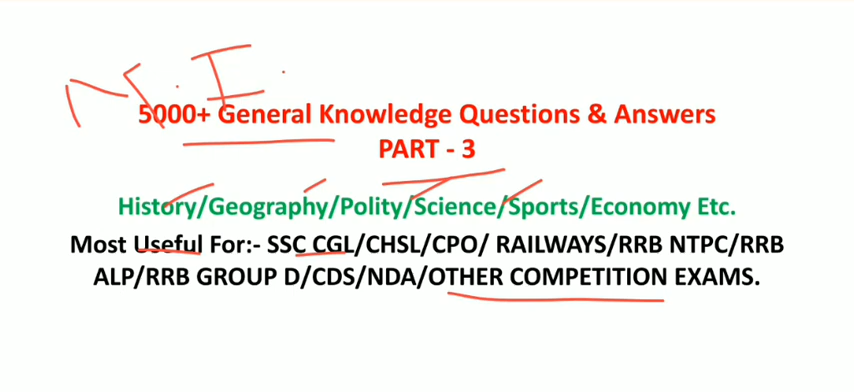 N.I.
5000+ General Knowledge Questions & Answers
PART - 3
History/Geography/Polity/Science/Sports/Economy Etc.
Most Useful For:- SSC CGL/CHSL/CPO/ RAILWAYS/RRB NTPC/RRB
ALP/RRB GROUP D/CDS/NDA/OTHER COMPETITION EXAMS.